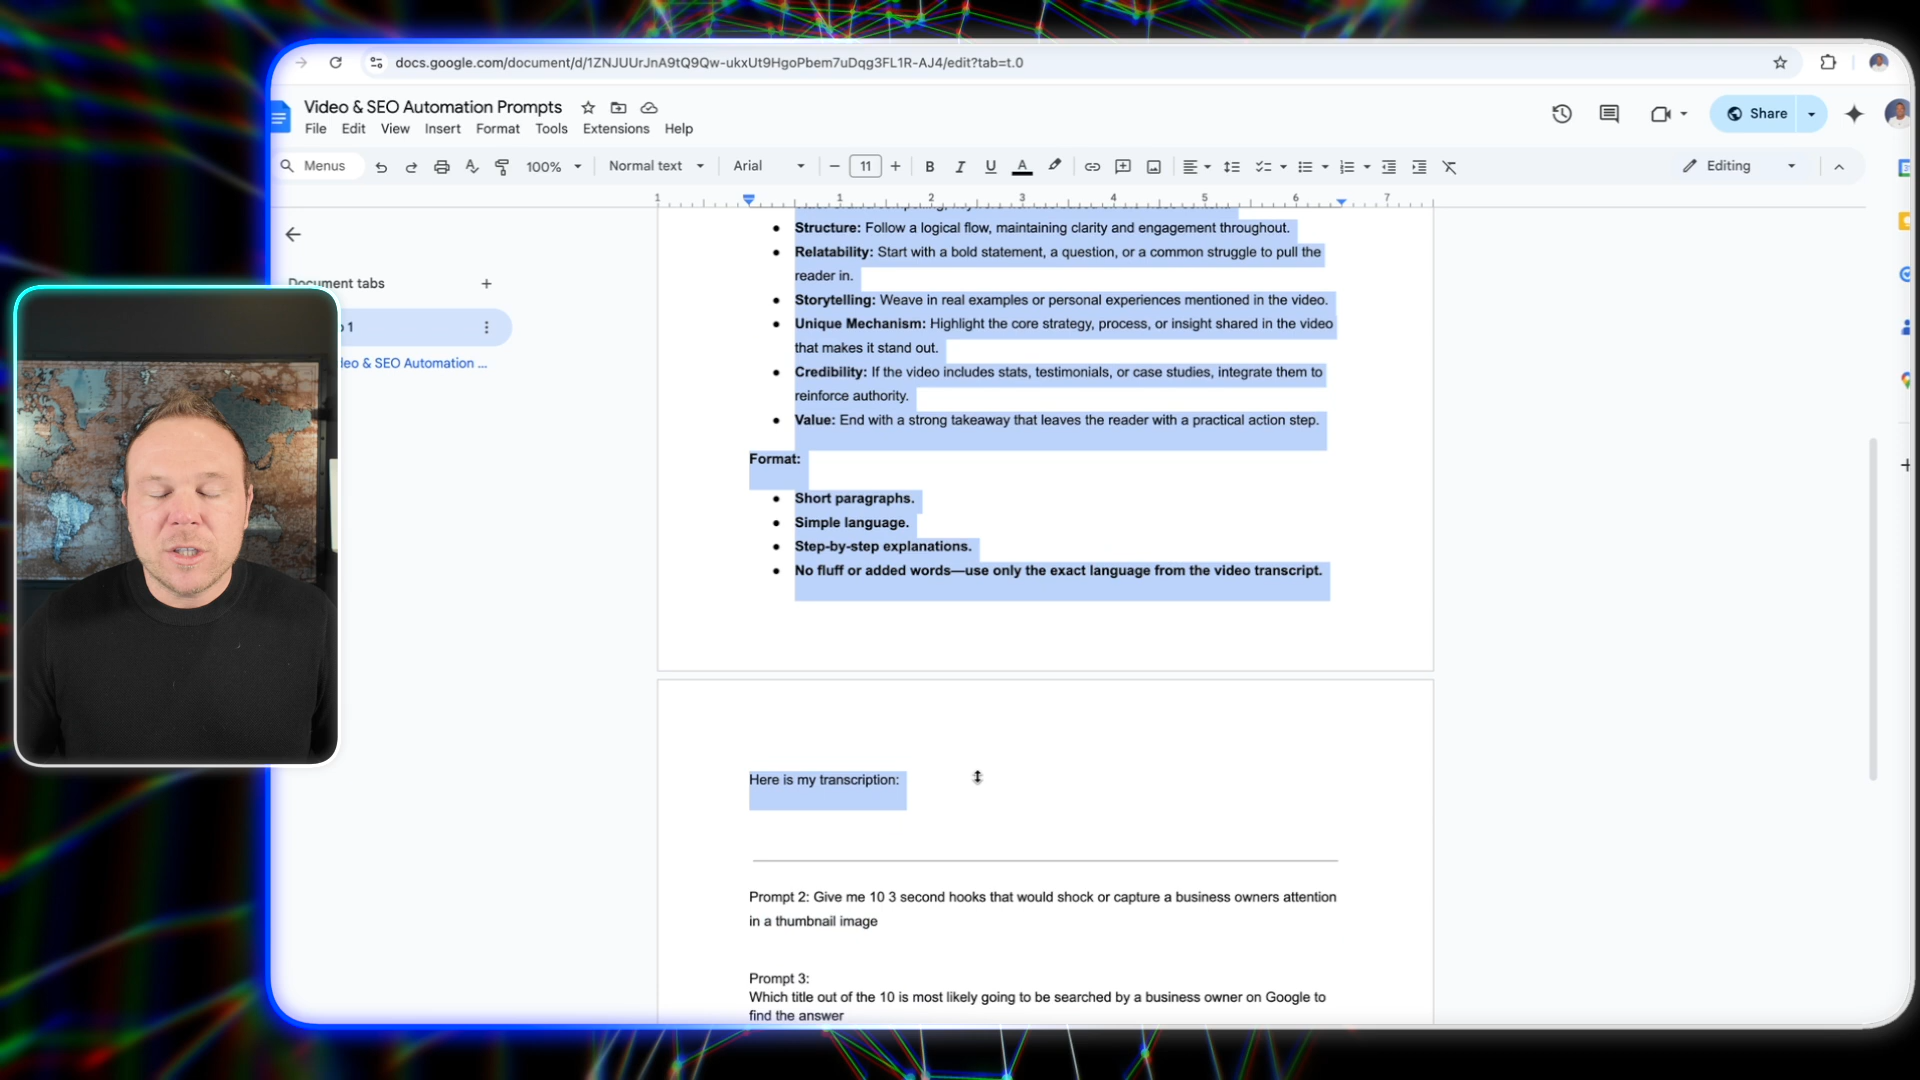 docs.google.com/document/d/1ZNJUUrJnA9tQ9Qw-ukxUt9HgoPbem7uDqg3FL1R-AJ4/edit?tab=t.0
Video & SEO Automation Prompts
File Edit View Insert Format Tools Extensions Help
Share
Menus 100% Normal text Arial 11 Editing
1 1 2 3 4 5 6 7
Structure: Follow a logical flow, maintaining clarity and engagement throughout.
Relatability: Start with a bold statement, a question, or a common struggle to pull the
reader in.
Storytelling: Weave in real examples or personal experiences mentioned in the video.
Unique Mechanism: Highlight the core strategy, process, or insight shared in the video
that makes it stand out.
Credibility: If the video includes stats, testimonials, or case studies, integrate them to
reinforce authority.
Value: End with a strong takeaway that leaves the reader with a practical action step.
Format:
Short paragraphs.
Simple language.
Step-by-step explanations.
No fluff or added words—use only the exact language from the video transcript.
Here is my transcription:
Prompt 2: Give me 10 3 second hooks that would shock or capture a business owners attention
in a thumbnail image
Prompt 3:
Which title out of the 10 is most likely going to be searched by a business owner on Google to
find the answer
Document tabs
1
& SEO Automation ...